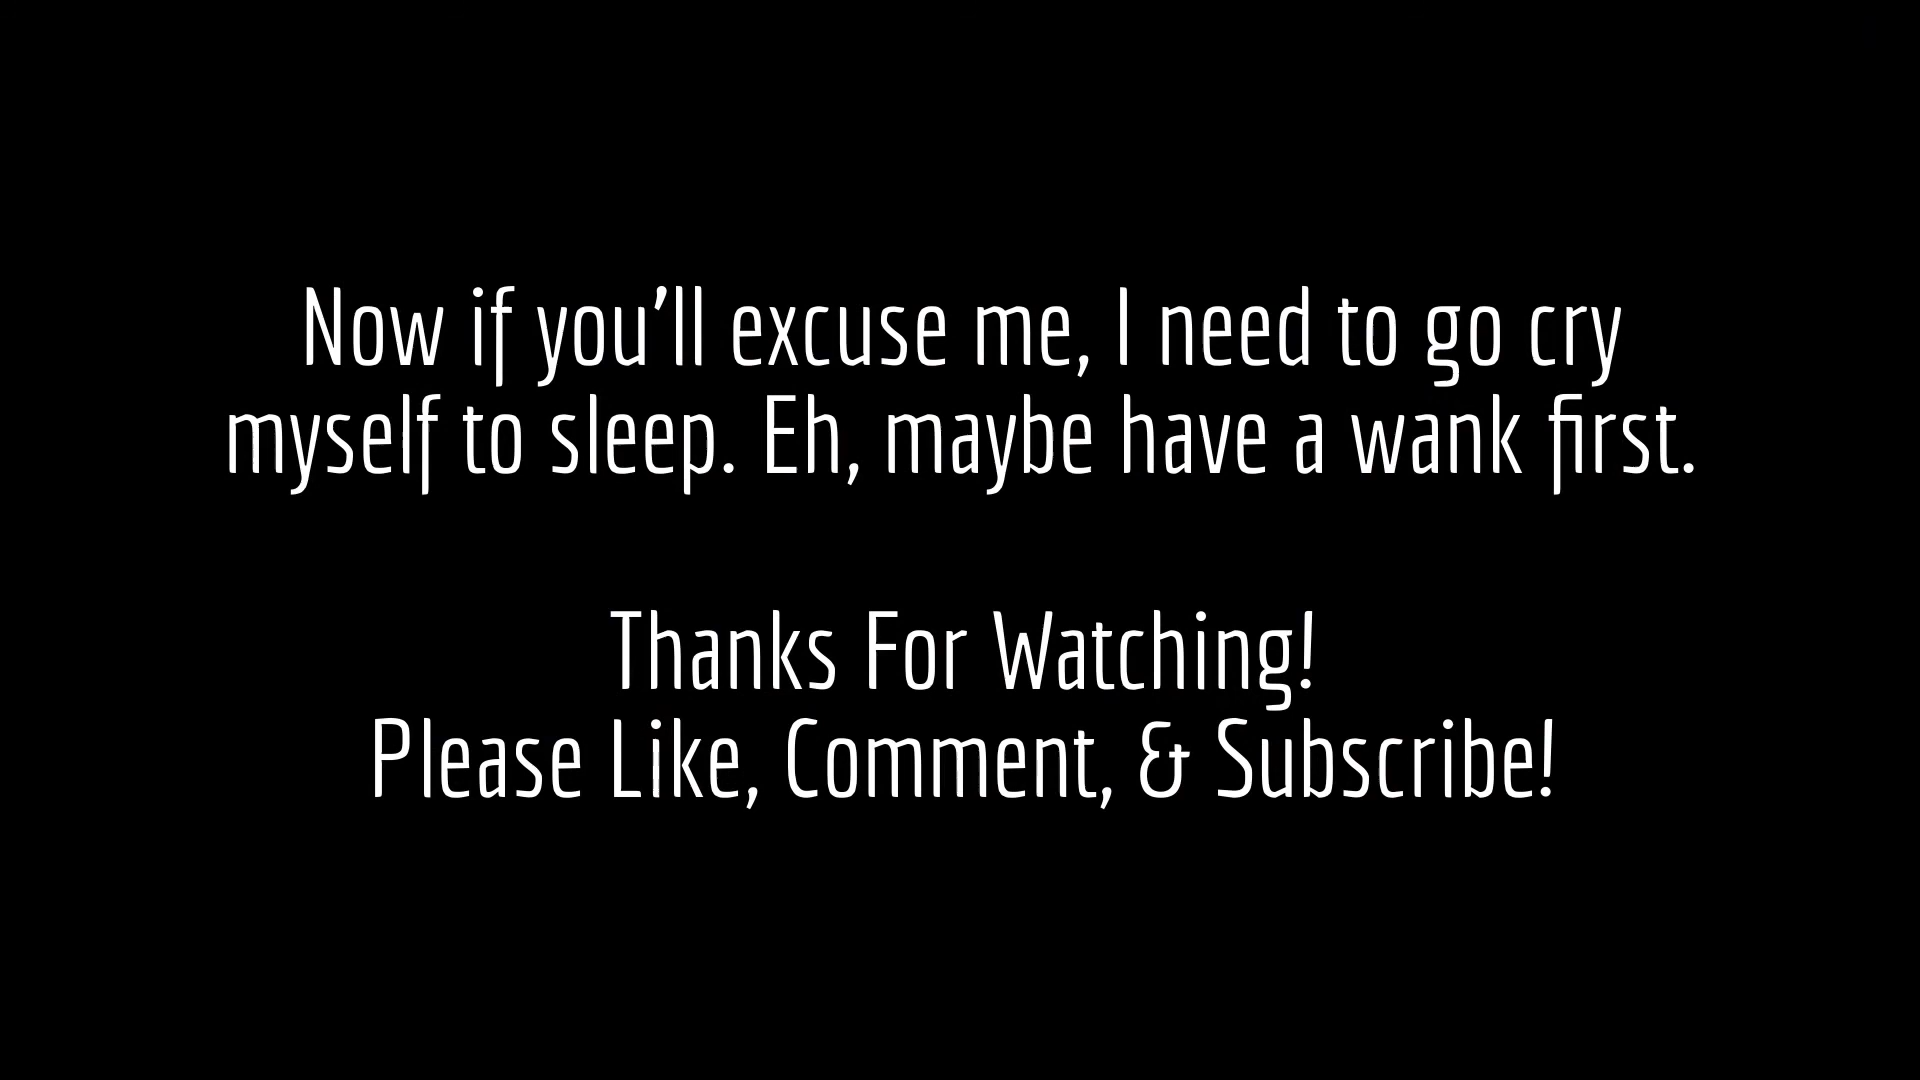 Now if you’ll excuse me, I need to go cry
myself to sleep. Eh, maybe have a wank first.
Thanks For Watching!
Please Like, Comment, & Subscribe!